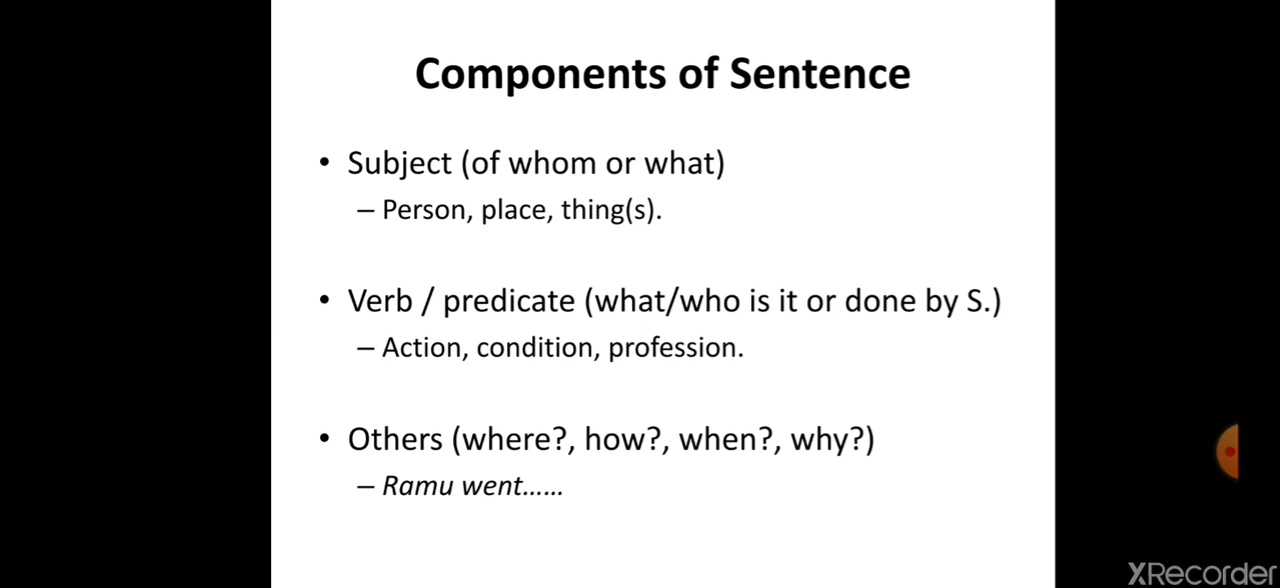 Components of Sentence
• Subject (of whom or what)
– Person, place, thing(s).
• Verb / predicate (what/who is it or done by S.)
– Action, condition, profession.
• Others (where?, how?, when?, why?)
– Ramu went……
XRecorder